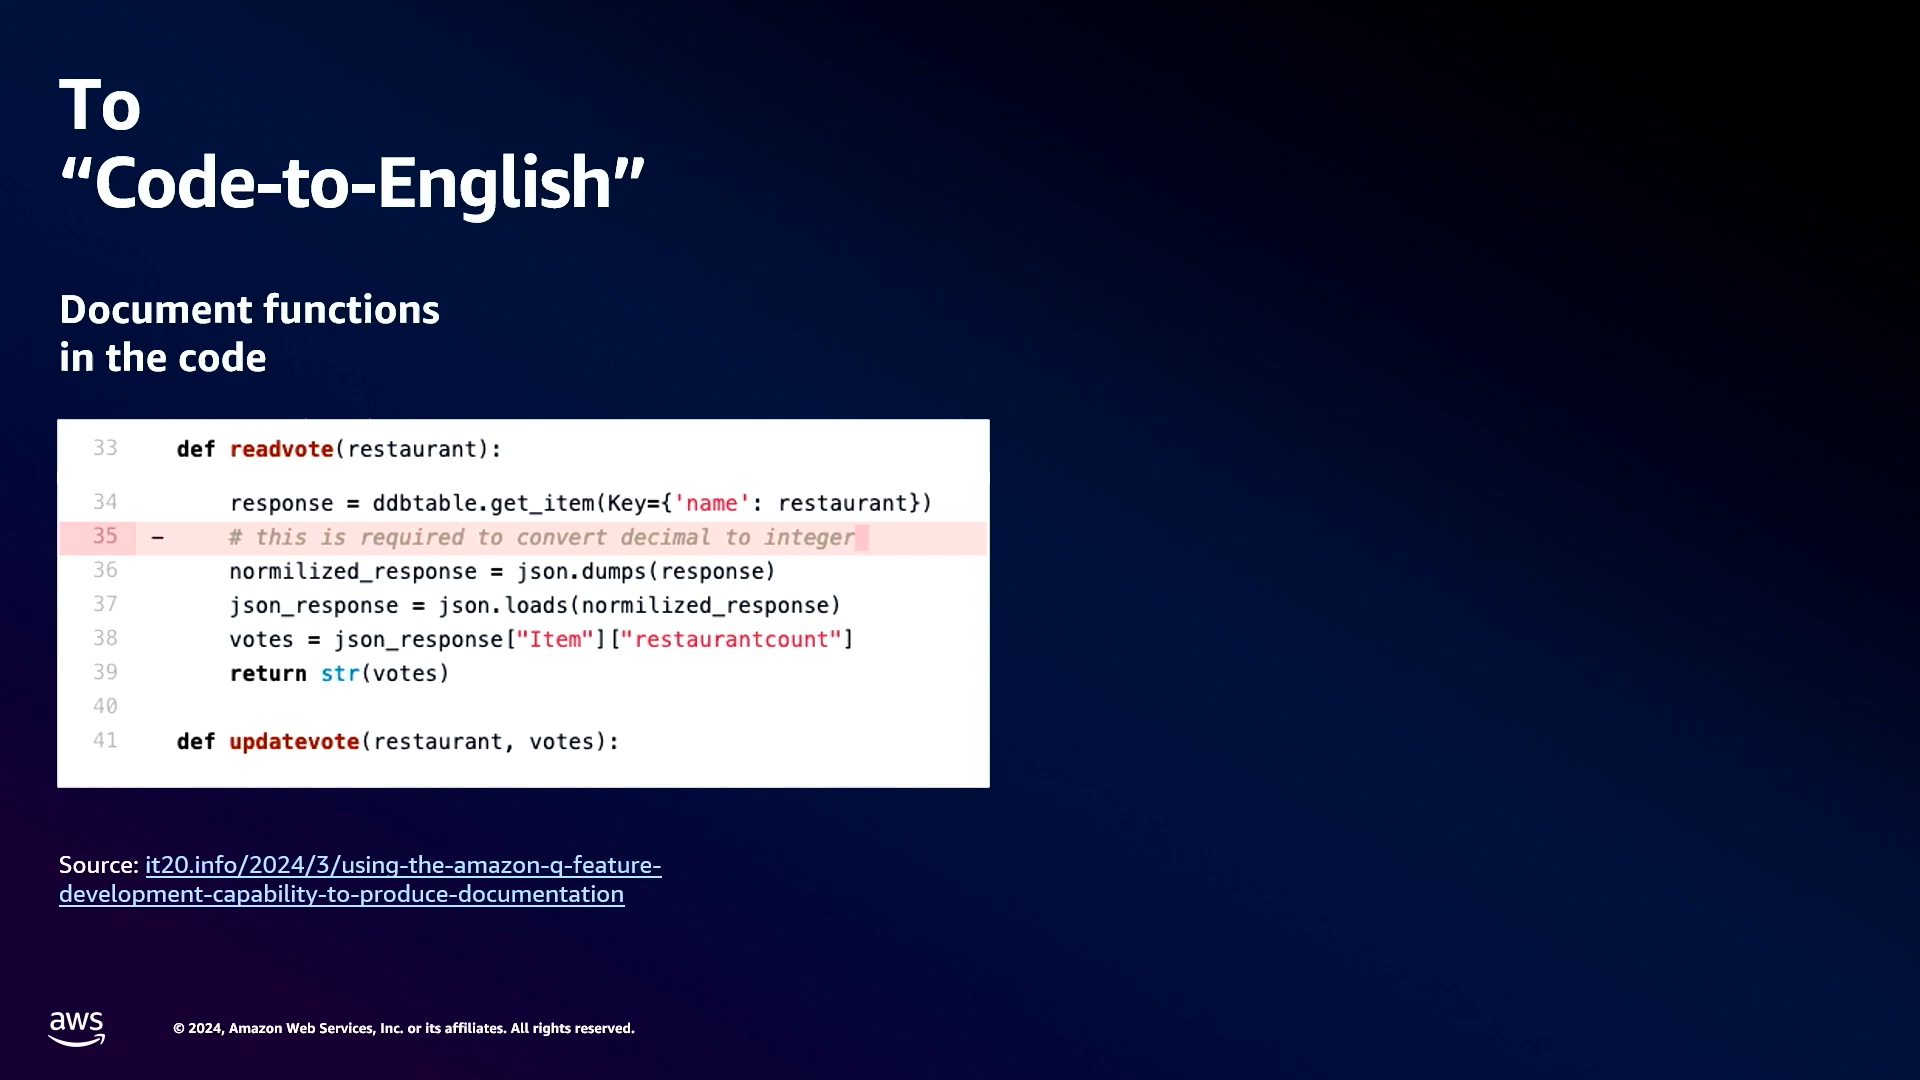 To
“Code-to-English”
Document functions
in the code
33 def readvote(restaurant):
34 response = ddbtable.get_item(Key={'name': restaurant})
35 – # this is required to convert decimal to integer
36 normilized_response = json.dumps(response)
37 json_response = json.loads(normilized_response)
38 votes = json_response["Item"]["restaurantcount"]
39 return str(votes)
40
41 def updatevote(restaurant, votes):
Source: it20.info/2024/3/using-the-amazon-q-feature-
development-capability-to-produce-documentation
aws
© 2024, Amazon Web Services, Inc. or its affiliates. All rights reserved.